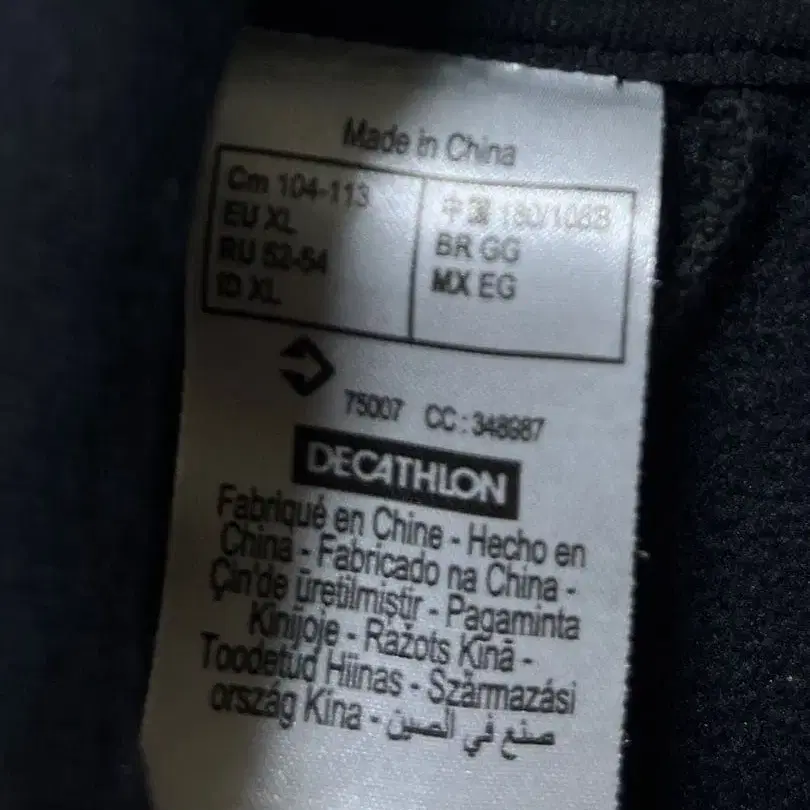 Made in China
Cm 104-113
EU XL
RU 52-54
ID XL
中国 180/108B
BR GG
MX EG
75007 CC : 348987
DECATHLON
Fabriqué en Chine - Hecho en
China - Fabricado na China -
Çin'de üretilmiştir - Pagaminta
Kinijoje - Ražots Ķīnā -
Toodetud Hiinas - Származási
ország Kína - صنع في الصين